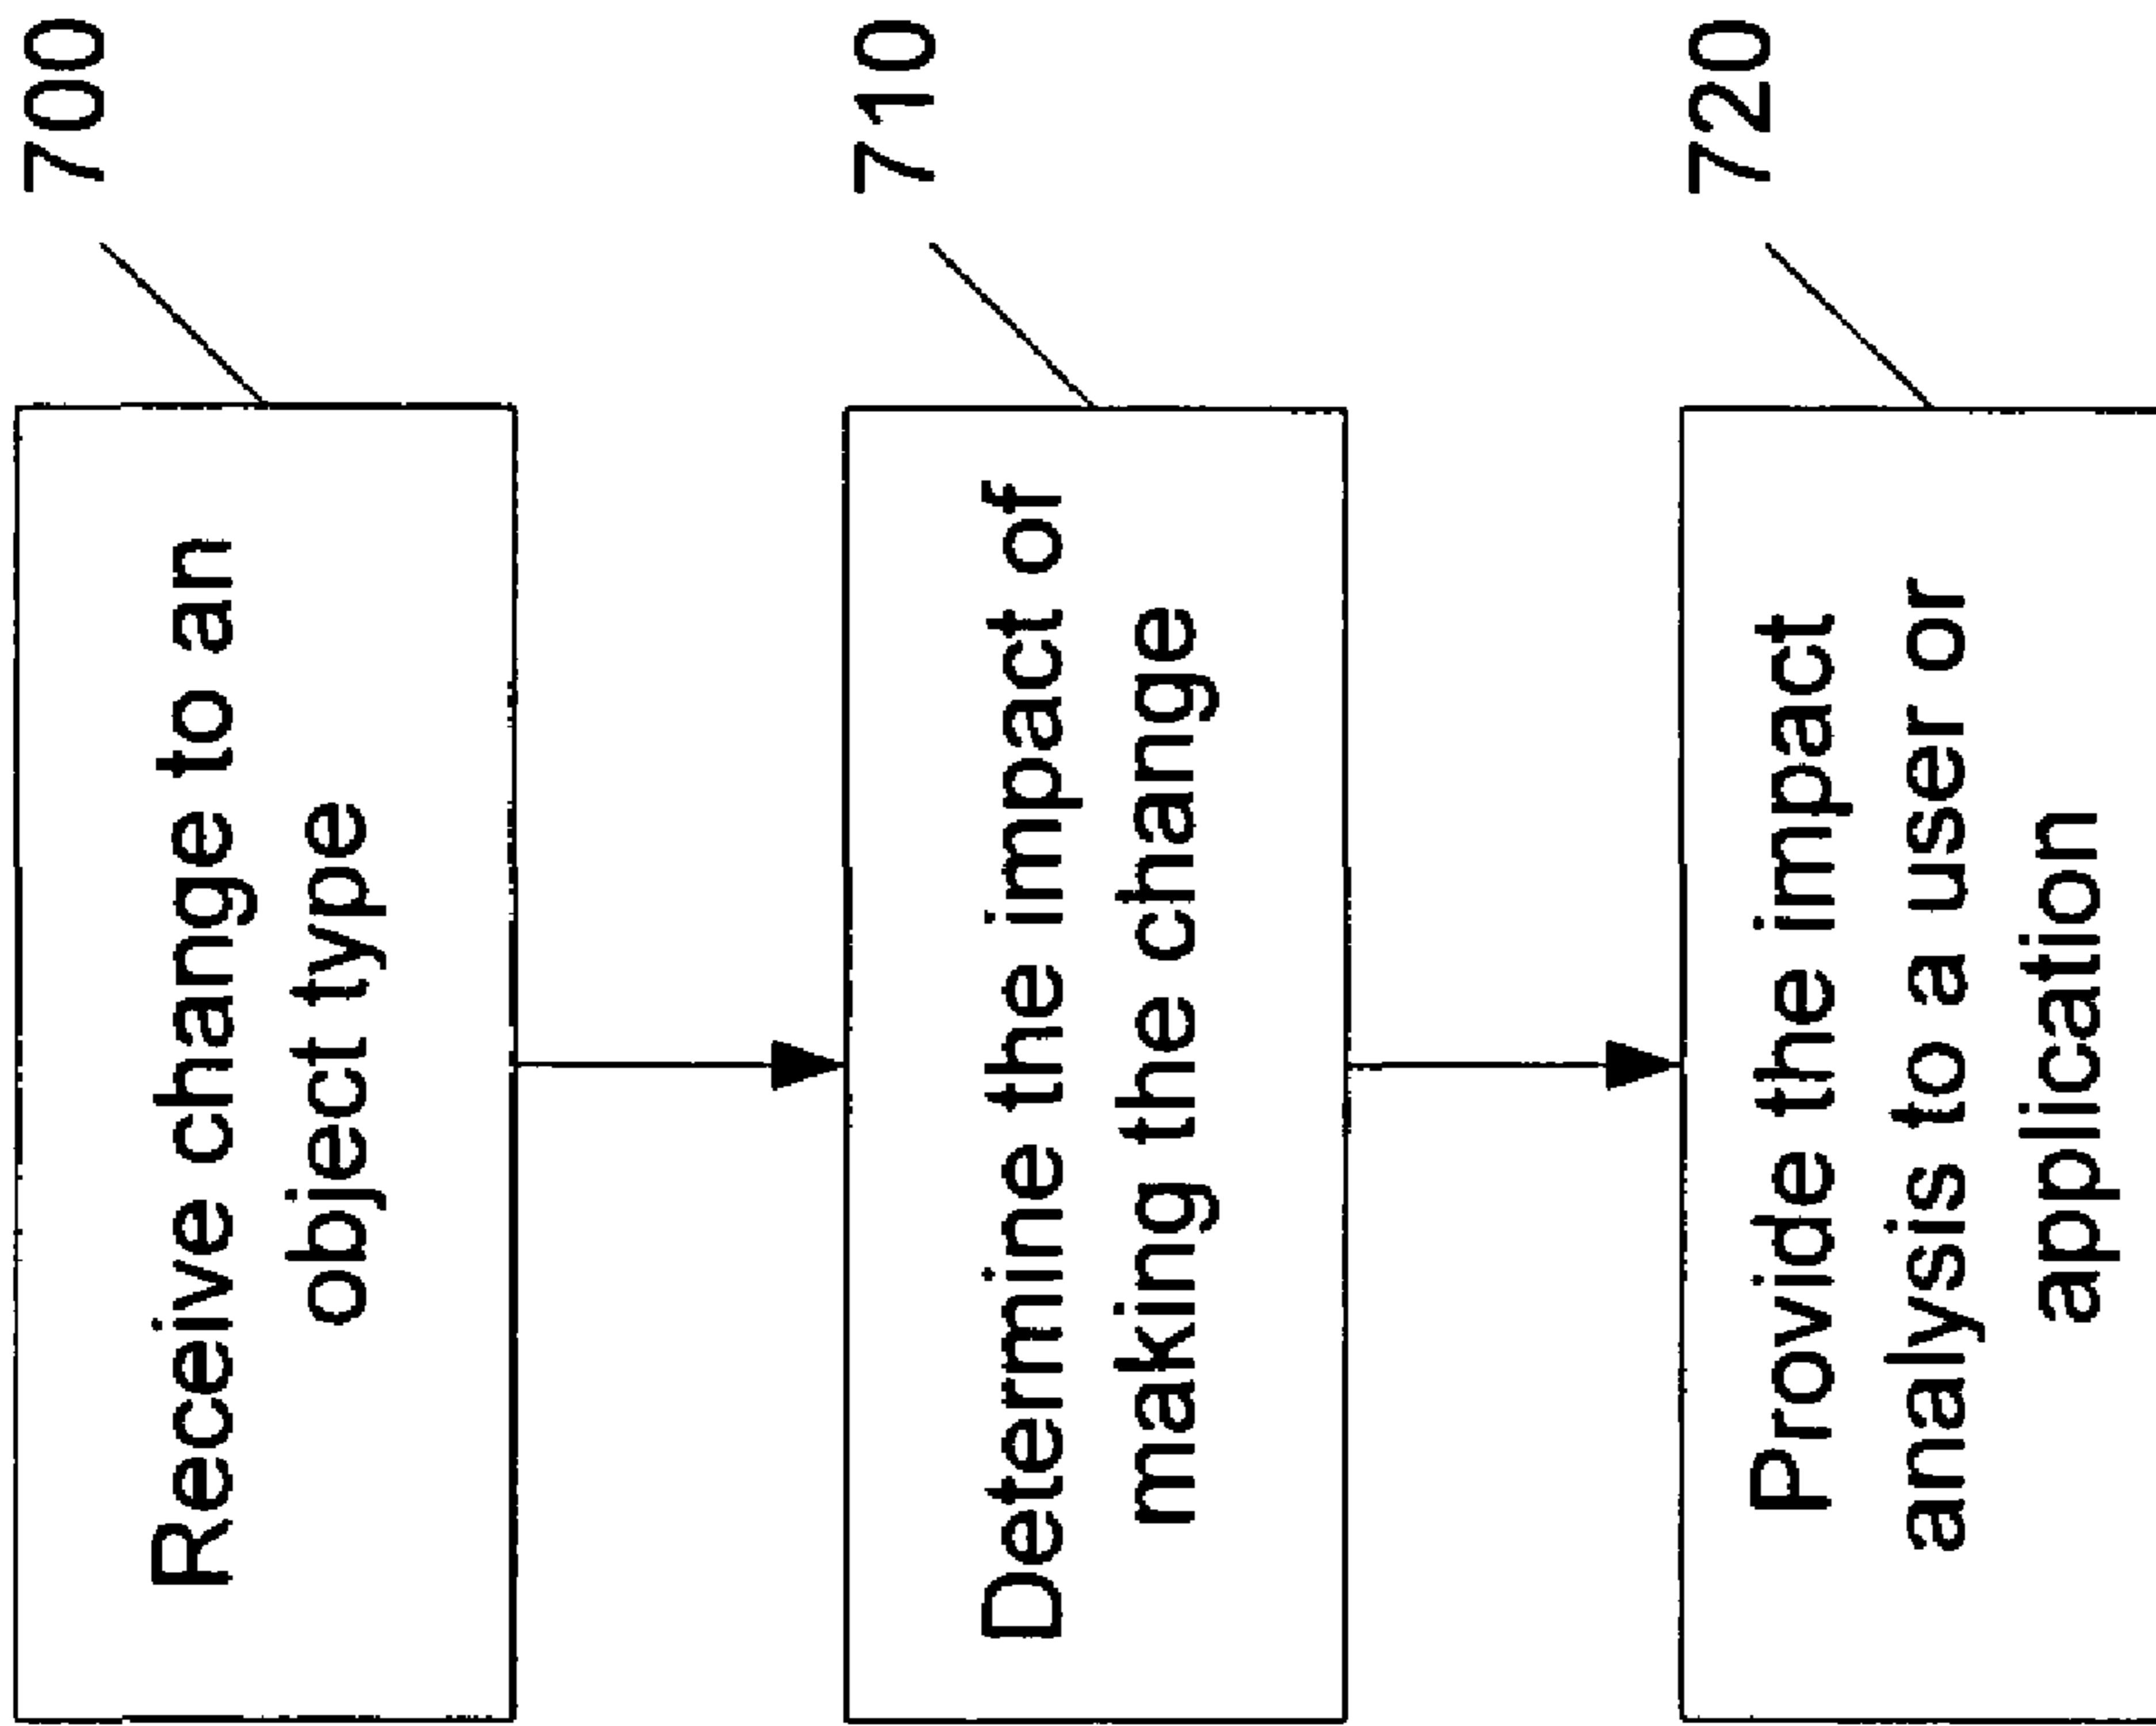 Receive change to an
object type
700
Determine the impact of
making the change
710
Provide the impact
analysis to a user or
application
720